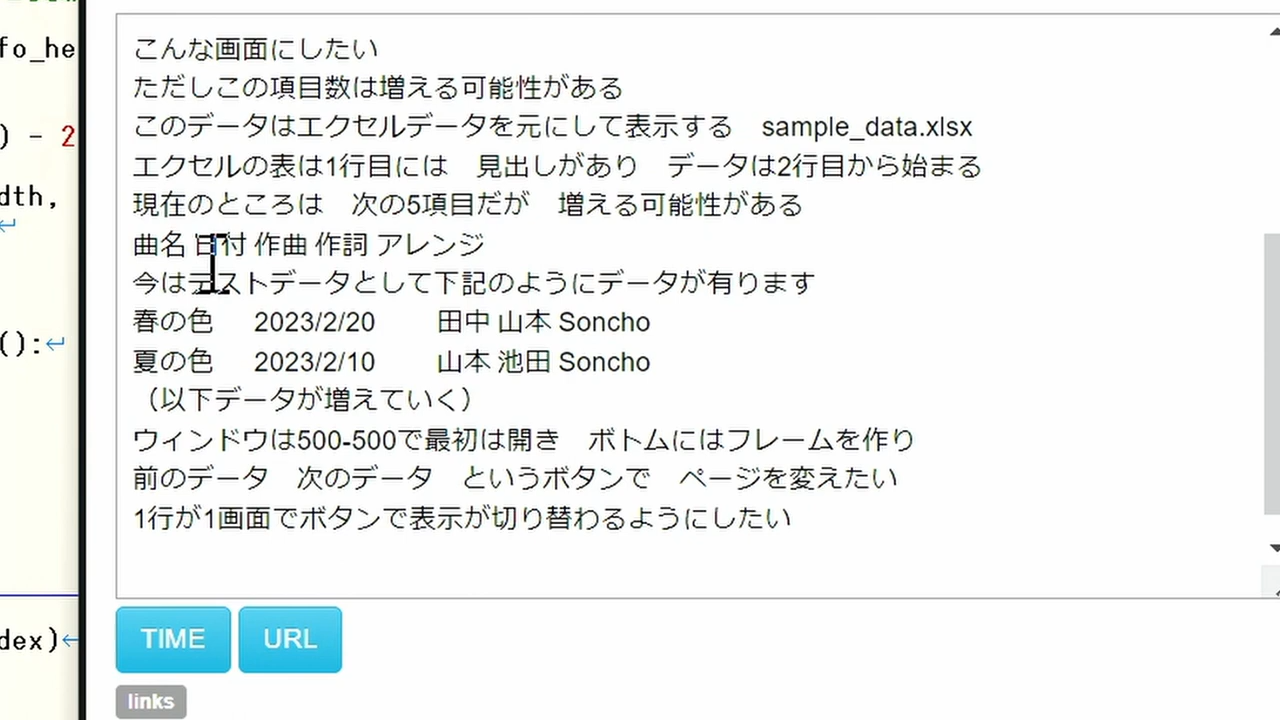 fo_he
) - 2
dth,
():
dex)
こんな画面にしたい
ただしこの項目数は増える可能性がある
このデータはエクセルデータを元にして表示する　sample_data.xlsx
エクセルの表は1行目には　見出しがあり　データは2行目から始まる
現在のところは　次の5項目だが　増える可能性がある
曲名 日付 作曲 作詞 アレンジ
今はテストデータとして下記のようにデータが有ります
春の色　2023/2/20　田中 山本 Soncho
夏の色　2023/2/10　山本 池田 Soncho
（以下データが増えていく）
ウィンドウは500-500で最初は開き　ボトムにはフレームを作り
前のデータ　次のデータ　というボタンで　ページを変えたい
1行が1画面でボタンで表示が切り替わるようにしたい
TIME URL
links